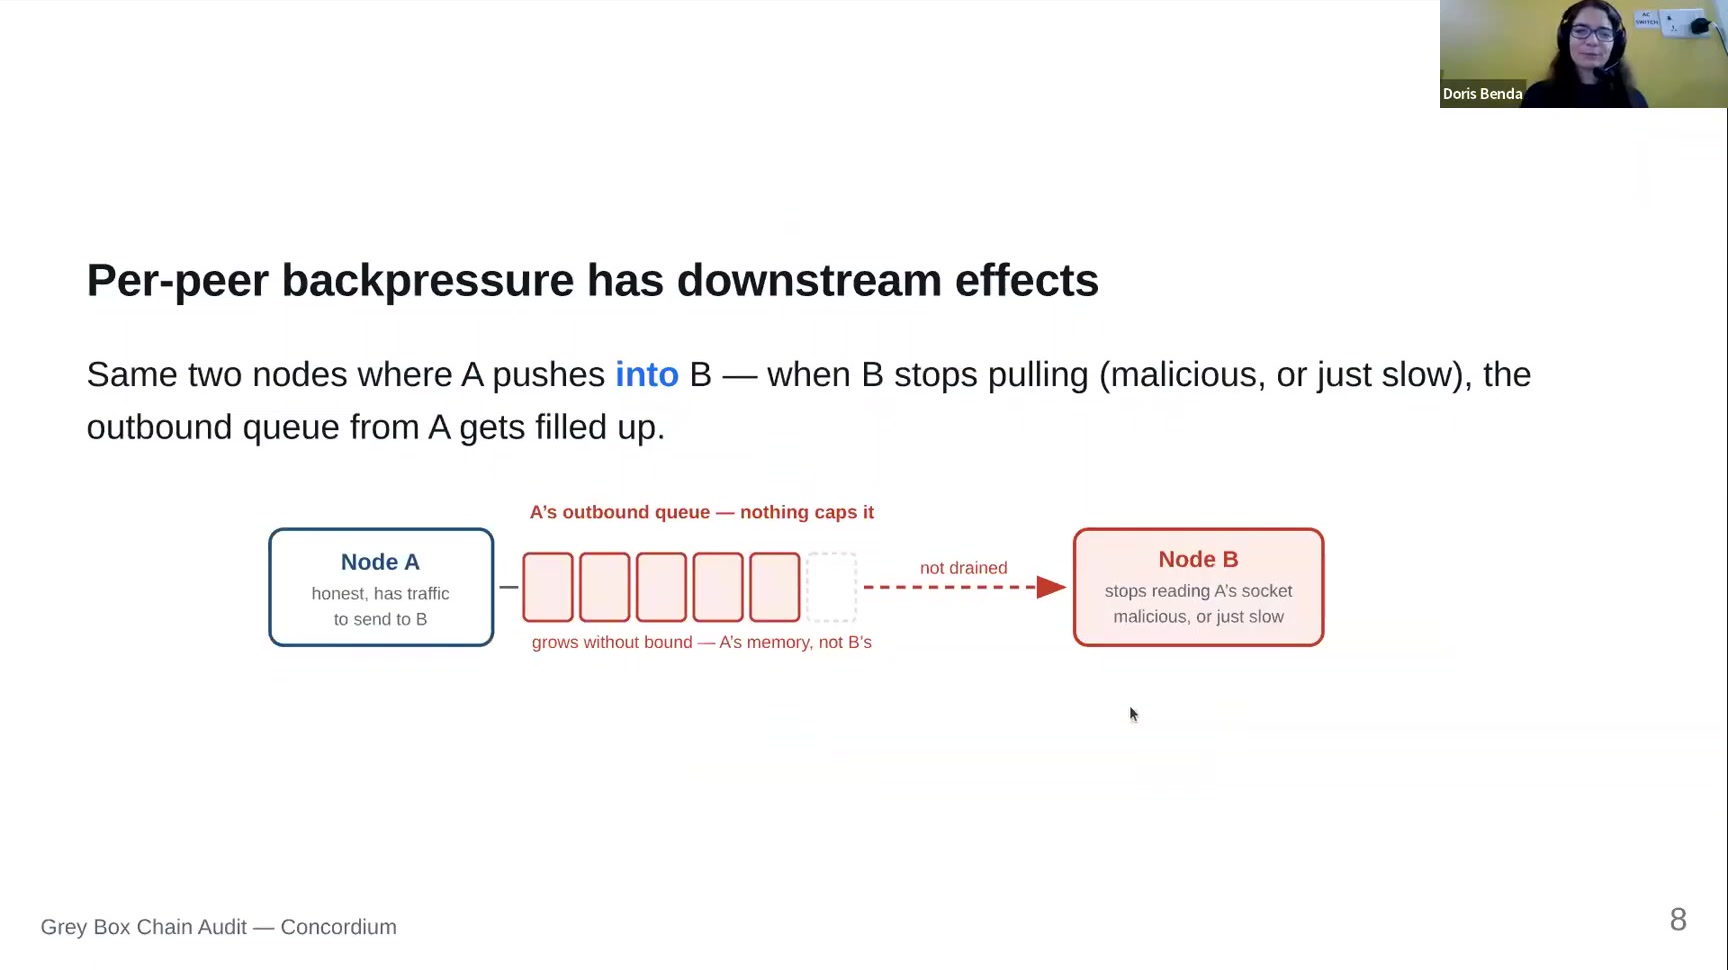 AC
SWITCH
Doris Benda
Per-peer backpressure has downstream effects
Same two nodes where A pushes into B — when B stops pulling (malicious, or just slow), the
outbound queue from A gets filled up.
A’s outbound queue — nothing caps it
Node A
honest, has traffic
to send to B
not drained
Node B
stops reading A’s socket
malicious, or just slow
grows without bound — A’s memory, not B’s
Grey Box Chain Audit — Concordium
8